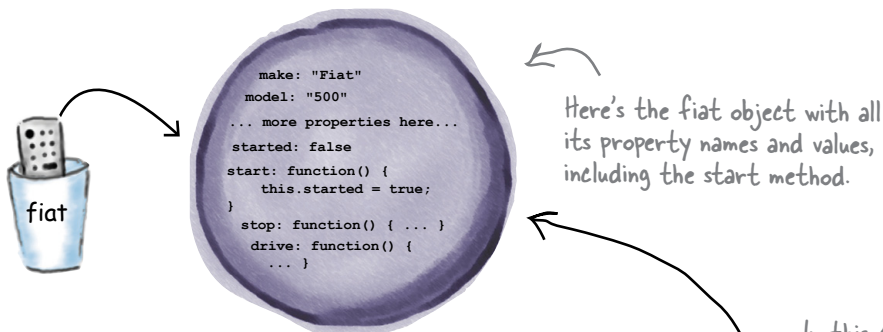 make: "Fiat"
model: "500"
... more properties here...
started: false
start: function() {
this.started = true;
}
stop: function() { ... }
drive: function() {
... }
fiat
Here's the fiat object with all
its property names and values,
including the start method.